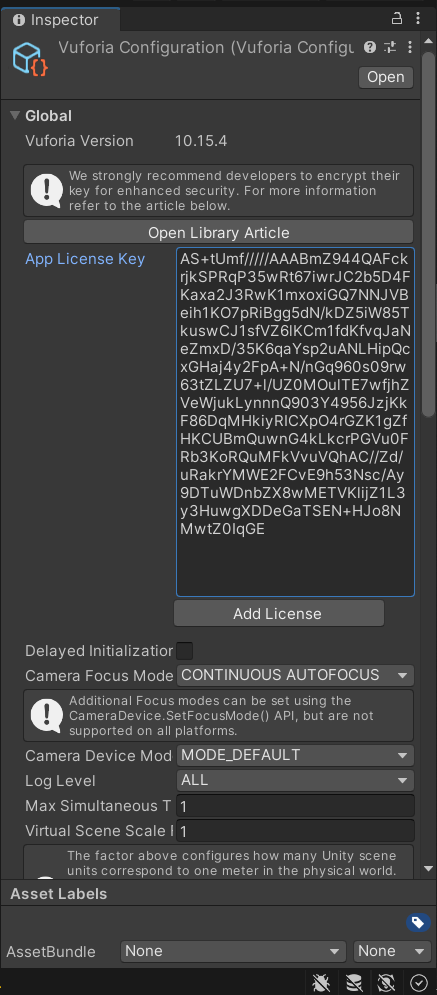 Inspector
Vuforia Configuration (Vuforia Configu
Open
Global
Vuforia Version 10.15.4
We strongly recommend developers to encrypt their
key for enhanced security. For more information
refer to the article below.
Open Library Article
App License Key
AS+tUmf/////AAABmZ944QAFck
rjkSPRqP35wRt67iwrJC2b5D4F
Kaxa2J3RwK1mxoxiGQ7NNJVB
eih1KO7pRiBgg5dN/kDZ5iW85T
kuswCJ1sfVZ6lKCm1fdKfvqJaN
eZmxD/35K6qaYsp2uANLHipQc
xGHaj4y2FpA+N/nGq960s09rw
63tZLZU7+I/UZ0MOuITE7wfjhZ
VeWjukLynnnQ903Y4956JzjKk
F86DqMHkiyRlCXpO4rGZK1gZf
HKCUBmQuwnG4kLkcrPGVu0F
Rb3KoRQuMFkVvuVQhAC//Zd/
uRakrYMWE2FCvE9h53Nsc/Ay
9DTuWDnbZX8wMETVKlijZ1L3
y3HuwgXDDeGaTSEN+HJo8N
MwtZ0IqGE
Add License
Delayed Initialization
Camera Focus Mode CONTINUOUS AUTOFOCUS
Additional Focus modes can be set using the
CameraDevice.SetFocusMode() API, but are not
supported on all platforms.
Camera Device Mod MODE_DEFAULT
Log Level ALL
Max Simultaneous T 1
Virtual Scene Scale F 1
The factor above configures how many Unity scene
units correspond to one meter in the physical world.
Asset Labels
AssetBundle None None